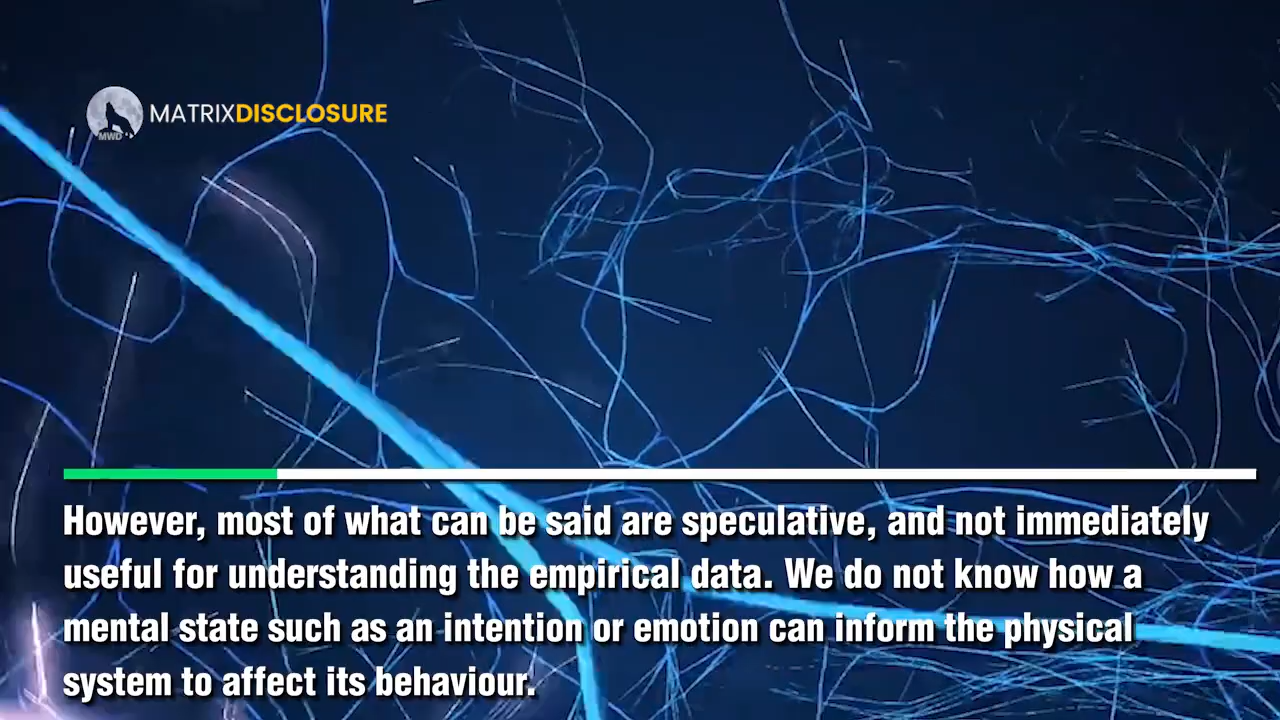 MATRIXDISCLOSURE
MWD
However, most of what can be said are speculative, and not immediately
useful for understanding the empirical data. We do not know how a
mental state such as an intention or emotion can inform the physical
system to affect its behaviour.